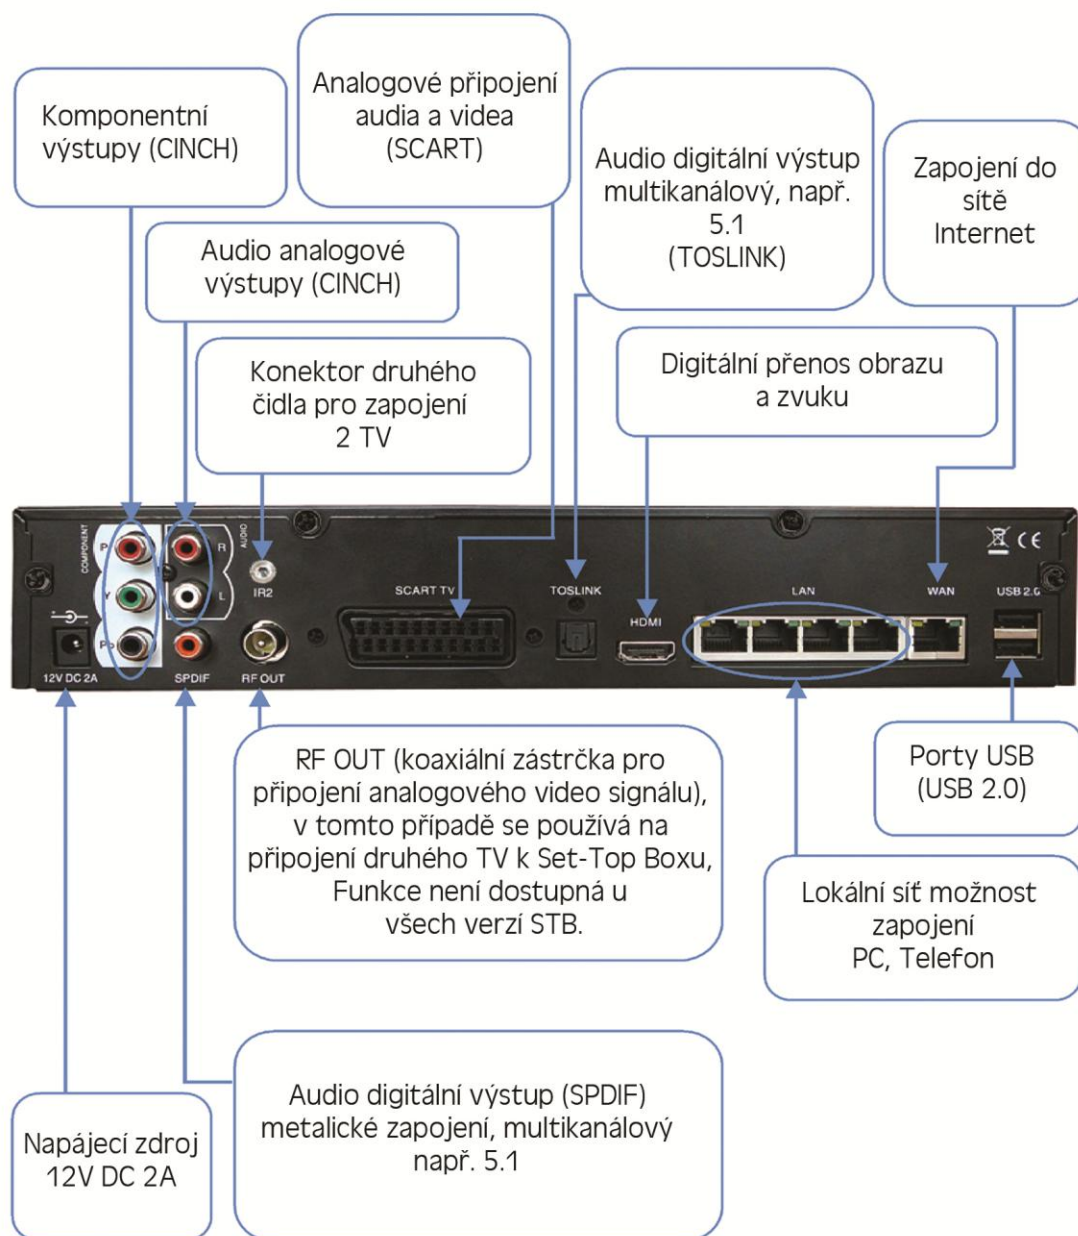 Analogové připojení
audia a videa
(SCART)
Komponentní
výstupy (CINCH)
Audio digitální výstup
multikanálový, např.
5.1
(TOSLINK)
Zapojení do
sítě
Internet
Audio analogové
výstupy (CINCH)
Konektor druhého
čidla pro zapojení
2 TV
Digitální přenos obrazu
a zvuku
COMPONENT
P
Y
Pb
AUDIO
R
L
IR2
SCART TV
TOSLINK
HDMI
LAN
WAN
USB 2.0
CE
12V DC 2A
SPDIF
RF OUT
RF OUT (koaxiální zástrčka pro
připojení analogového video signálu),
v tomto případě se používá na
připojení druhého TV k Set-Top Boxu,
Funkce není dostupná u
všech verzí STB.
Porty USB
(USB 2.0)
Lokální síť možnost
zapojení
PC, Telefon
Audio digitální výstup (SPDIF)
metalické zapojení, multikanálový
např. 5.1
Napájecí zdroj
12V DC 2A